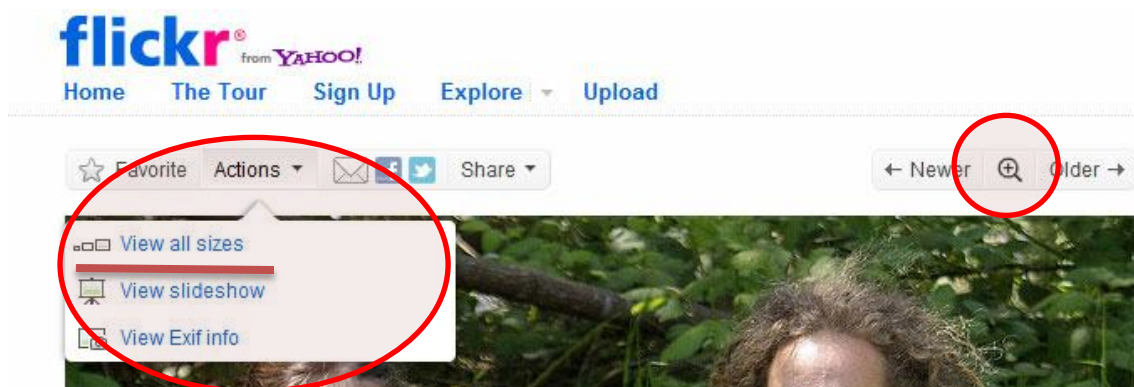 flickr® from YAHOO!
Home The Tour Sign Up Explore Upload
Favorite Actions Share ← Newer Older →
View all sizes
View slideshow
View Exif info